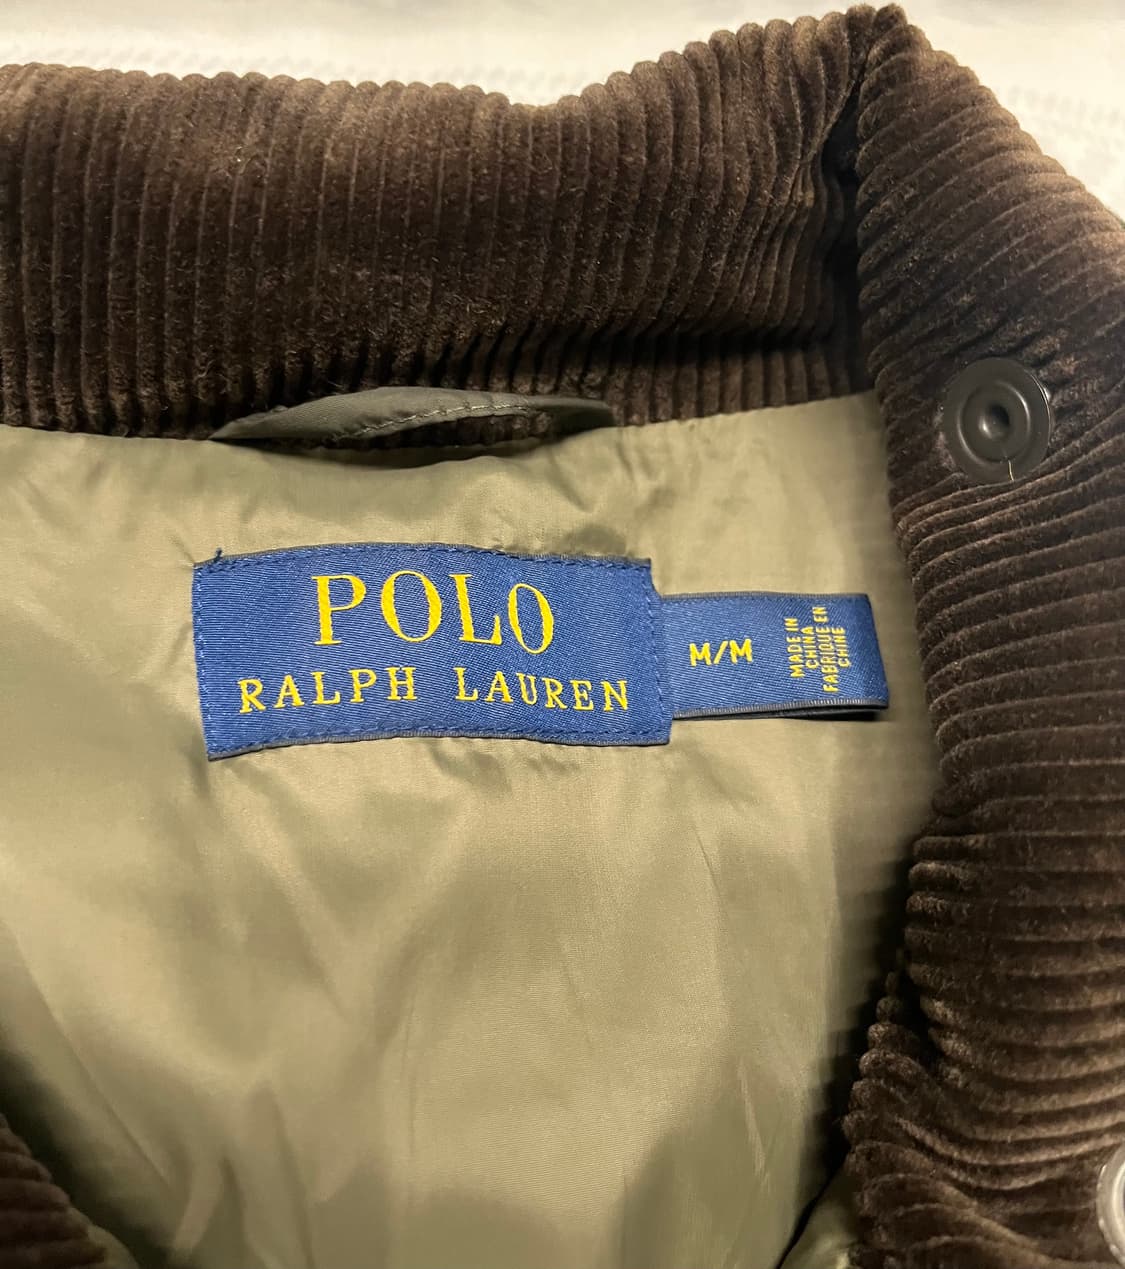 POLO
RALPH LAUREN
M/M
MADE IN
CHINA
FABRIQUE EN
CHINE